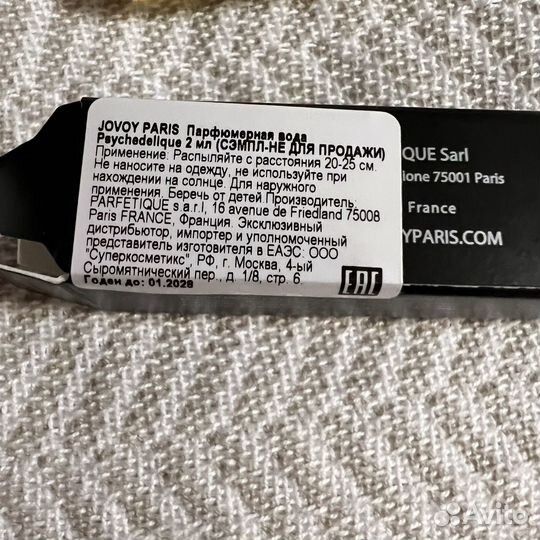 JOVOY PARIS Парфюмерная вода
Psychedelique 2 мл (СЭМПЛ-НЕ ДЛЯ ПРОДАЖИ)
Применение: Распыляйте с расстояния 20-25 см.
Не наносите на одежду, не используйте при
нахождении на солнце. Для наружного
применения. Беречь от детей.Производитель:
PARFETIQUE s.a.r.l, 16 avenue de Friedland 75008
Paris FRANCE, Франция. Эксклюзивный
дистрибьютор, импортер и уполномоченный
представитель изготовителя в ЕАЭС: ООО
"Суперкосметикс", РФ, г. Москва, 4-ый
Сыромятнический пер., д. 1/8, стр. 6.
Годен до: 01.2028
EAC
QUE Sarl
ione 75001 Paris
France
YPARIS.COM
Avito